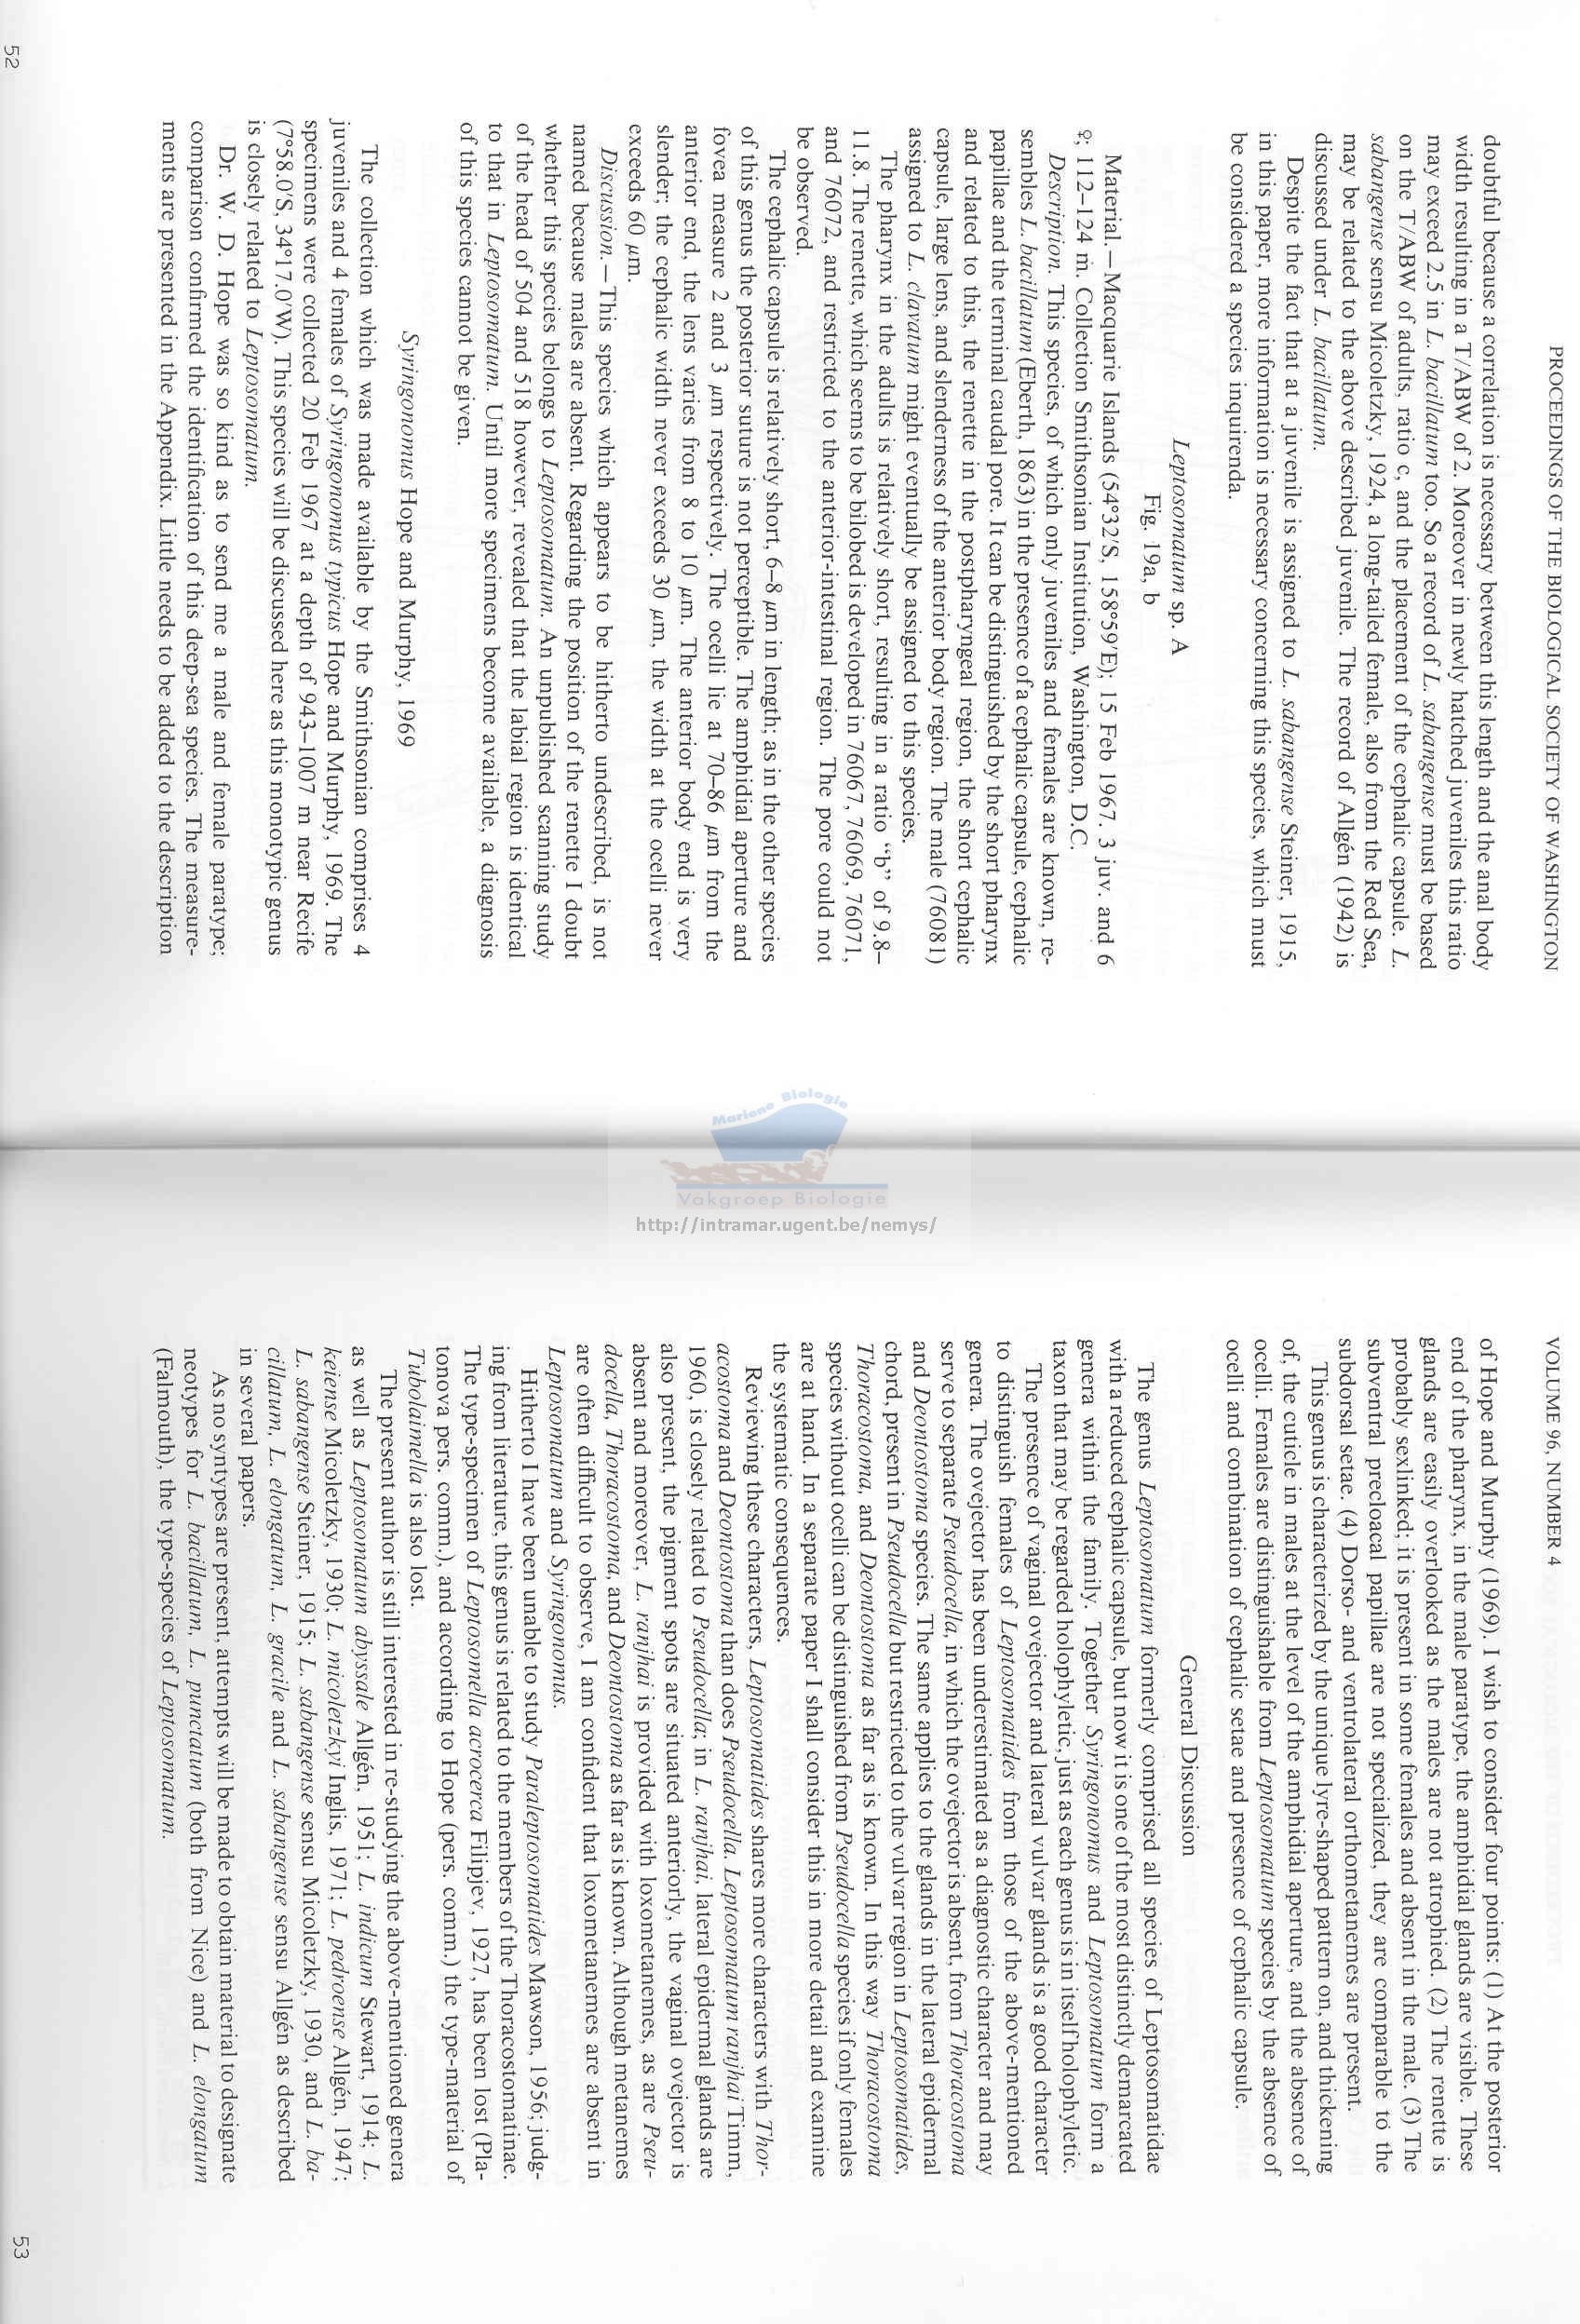 52
PROCEEDINGS OF THE BIOLOGICAL SOCIETY OF WASHINGTON
doubtful because a correlation is necessary between this length and the anal body
width resulting in a T/ABW of 2. Moreover in newly hatched juveniles this ratio
may exceed 2.5 in L. bacillatum too. So a record of L. sabangense must be based
on the T/ABW of adults, ratio c, and the placement of the cephalic capsule. L.
sabangense sensu Micoletzky, 1924, a long-tailed female, also from the Red Sea,
may be related to the above described juvenile. The record of Allgén (1942) is
discussed under L. bacillatum.
Despite the fact that at a juvenile is assigned to L. sabangense Steiner, 1915,
in this paper, more information is necessary concerning this species, which must
be considered a species inquirenda.
Leptosomatum sp. A
Fig. 19a, b
Material.—Macquarie Islands (54°32′S, 158°59′E); 15 Feb 1967. 3 juv. and 6
♀; 112–124 m. Collection Smithsonian Institution, Washington, D.C.
Description. This species, of which only juveniles and females are known, re-
sembles L. bacillatum (Eberth, 1863) in the presence of a cephalic capsule, cephalic
papillae and the terminal caudal pore. It can be distinguished by the short pharynx
and related to this, the renette in the postpharyngeal region, the short cephalic
capsule, large lens, and slenderness of the anterior body region. The male (76081)
assigned to L. clavatum might eventually be assigned to this species.
The pharynx in the adults is relatively short, resulting in a ratio “b” of 9.8–
11.8. The renette, which seems to be bilobed is developed in 76067, 76069, 76071,
and 76072, and restricted to the anterior-intestinal region. The pore could not
be observed.
The cephalic capsule is relatively short, 6–8 μm in length; as in the other species
of this genus the posterior suture is not perceptible. The amphidial aperture and
fovea measure 2 and 3 μm respectively. The ocelli lie at 70–86 μm from the
anterior end, the lens varies from 8 to 10 μm. The anterior body end is very
slender; the cephalic width never exceeds 30 μm, the width at the ocelli never
exceeds 60 μm.
Discussion.—This species which appears to be hitherto undescribed, is not
named because males are absent. Regarding the position of the renette I doubt
whether this species belongs to Leptosomatum. An unpublished scanning study
of the head of 504 and 518 however, revealed that the labial region is identical
to that in Leptosomatum. Until more specimens become available, a diagnosis
of this species cannot be given.
Syringonomus Hope and Murphy, 1969
The collection which was made available by the Smithsonian comprises 4
juveniles and 4 females of Syringonomus typicus Hope and Murphy, 1969. The
specimens were collected 20 Feb 1967 at a depth of 943–1007 m near Recife
(7°58.0′S, 34°17.0′W). This species will be discussed here as this monotypic genus
is closely related to Leptosomatum.
Dr. W. D. Hope was so kind as to send me a male and female paratype;
comparison confirmed the identification of this deep-sea species. The measure-
ments are presented in the Appendix. Little needs to be added to the description
Mariene Biologie
Vakgroep Biologie
http://intramar.ugent.be/nemys/
VOLUME 96, NUMBER 4
53
of Hope and Murphy (1969). I wish to consider four points: (1) At the posterior
end of the pharynx, in the male paratype, the amphidial glands are visible. These
glands are easily overlooked as the males are not atrophied. (2) The renette is
probably sexlinked; it is present in some females and absent in the male. (3) The
subventral precloacal papillae are not specialized, they are comparable to the
subdorsal setae. (4) Dorso- and ventrolateral orthometanemes are present.
This genus is characterized by the unique lyre-shaped pattern on, and thickening
of, the cuticle in males at the level of the amphidial aperture, and the absence of
ocelli. Females are distinguishable from Leptosomatum species by the absence of
ocelli and combination of cephalic setae and presence of cephalic capsule.
General Discussion
The genus Leptosomatum formerly comprised all species of Leptosomatidae
with a reduced cephalic capsule, but now it is one of the most distinctly demarcated
genera within the family. Together Syringonomus and Leptosomatum form a
taxon that may be regarded holophyletic, just as each genus is in itself holophyletic.
The presence of vaginal ovejector and lateral vulvar glands is a good character
to distinguish females of Leptosomatides from those of the above-mentioned
genera. The ovejector has been underestimated as a diagnostic character and may
serve to separate Pseudocella, in which the ovejector is absent, from Thoracostoma
and Deontostoma species. The same applies to the glands in the lateral epidermal
chord, present in Pseudocella but restricted to the vulvar region in Leptosomatides,
Thoracostoma, and Deontostoma as far as is known. In this way Thoracostoma
species without ocelli can be distinguished from Pseudocella species if only females
are at hand. In a separate paper I shall consider this in more detail and examine
the systematic consequences.
Reviewing these characters, Leptosomatides shares more characters with Thor-
acostoma and Deontostoma than does Pseudocella. Leptosomatum ranjhai Timm,
1960, is closely related to Pseudocella; in L. ranjhai, lateral epidermal glands are
also present, the pigment spots are situated anteriorly, the vaginal ovejector is
absent and moreover, L. ranjhai is provided with loxometanemes, as are Pseu-
docella, Thoracostoma, and Deontostoma as far as is known. Although metanemes
are often difficult to observe, I am confident that loxometanemes are absent in
Leptosomatum and Syringonomus.
Hitherto I have been unable to study Paraleptosomatides Mawson, 1956; judg-
ing from literature, this genus is related to the members of the Thoracostomatinae.
The type-specimen of Leptosomella acrocerca Filipjev, 1927, has been lost (Pla-
tonova pers. comm.), and according to Hope (pers. comm.) the type-material of
Tubolaimella is also lost.
The present author is still interested in re-studying the above-mentioned genera
as well as Leptosomatum abyssale Allgén, 1951; L. indicum Stewart, 1914; L.
keiense Micoletzky, 1930; L. micoletzkyi Inglis, 1971; L. pedroense Allgén, 1947;
L. sabangense Steiner, 1915; L. sabangense sensu Micoletzky, 1930, and L. ba-
cillatum, L. elongatum, L. gracile and L. sabangense sensu Allgén as described
in several papers.
As no syntypes are present, attempts will be made to obtain material to designate
neotypes for L. bacillatum, L. punctatum (both from Nice) and L. elongatum
(Falmouth), the type-species of Leptosomatum.